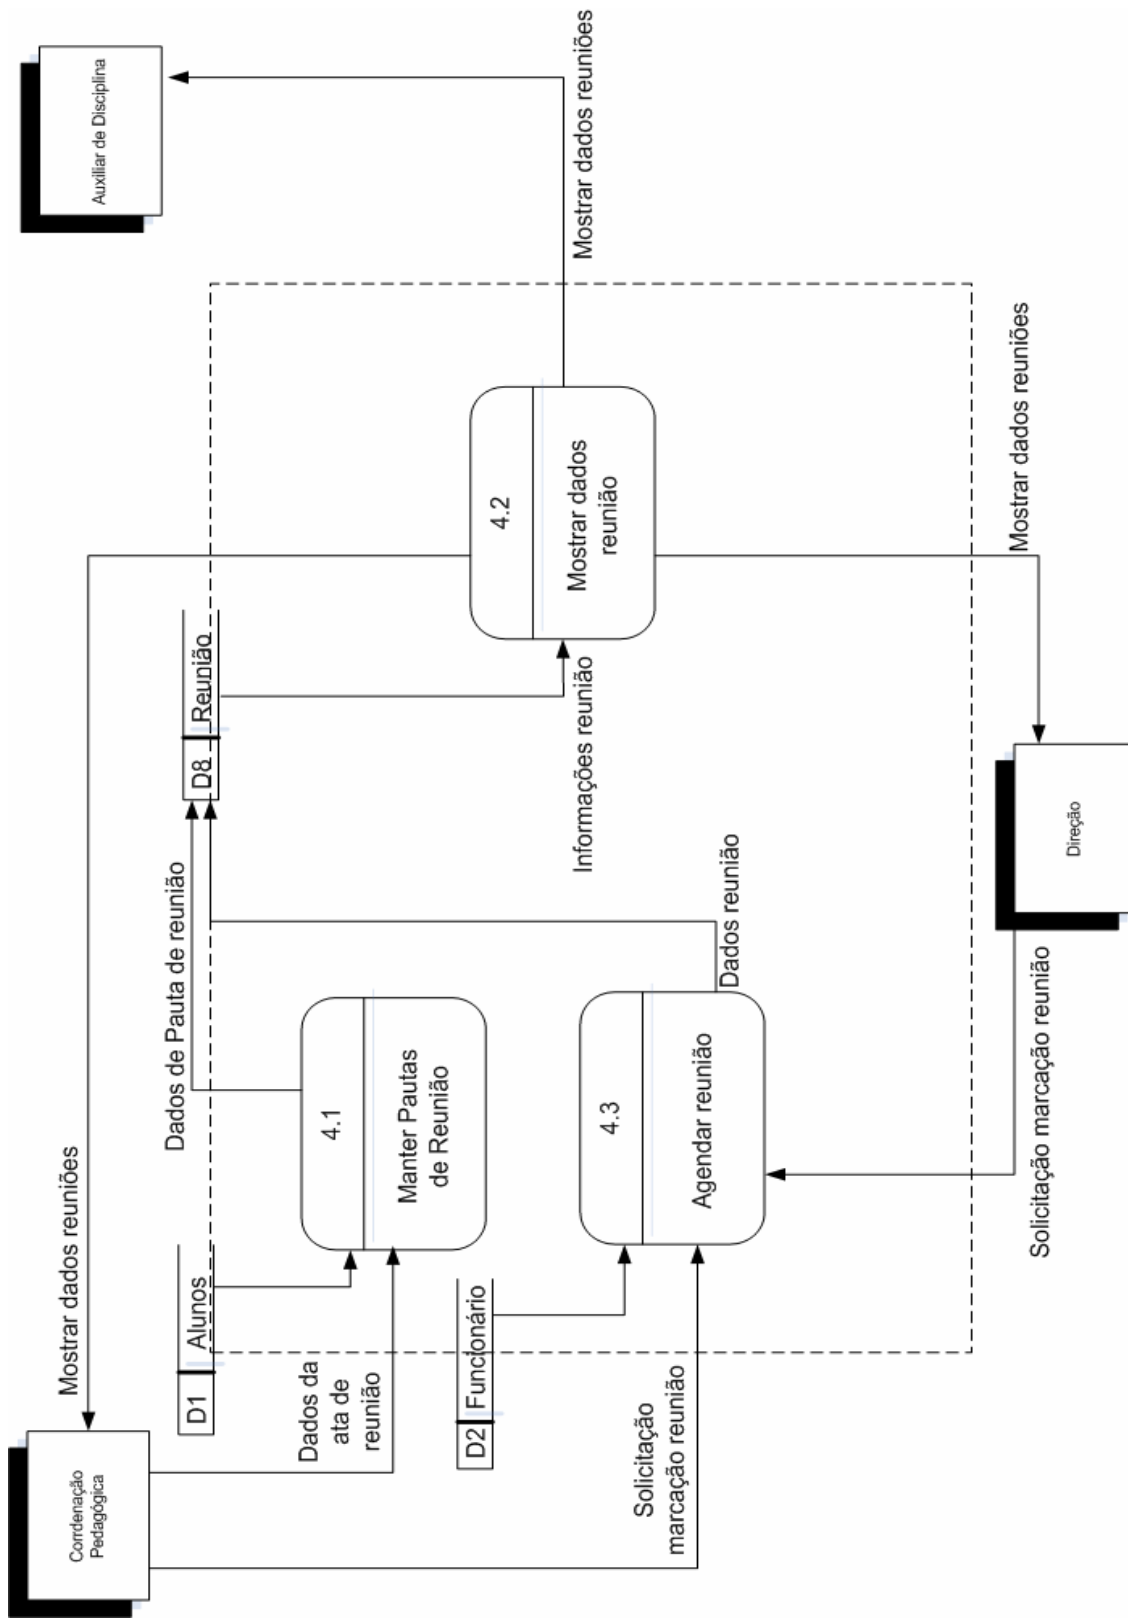 Corrdenação
Pedagógica
Mostrar dados reuniões
Auxiliar de Disciplina
D1
Alunos
Dados de Pauta de reunião
D8
Reunião
Dados da
ata de
reunião
4.1
Manter Pautas
de Reunião
D2
Funcionário
4.2
Mostrar dados
reunião
Informações reunião
Mostrar dados reuniões
Solicitação
marcação reunião
4.3
Agendar reunião
Dados reunião
Solicitação marcação reunião
Direção
Mostrar dados reuniões